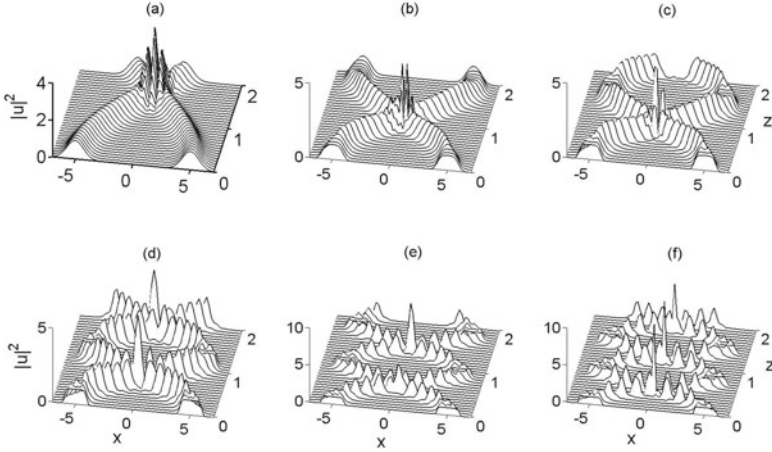 (a) (b) (c)
4 5 5
|u|² 2
2 2 2
1 1 1 z
0 0 0
-5 0 5 0 -5 0 5 0 -5 0 5 0
(d) (e) (f)
5 10 10
|u|² 5 5
2 2 2
1 1 1 z
0 0 0
-5 0 5 0 -5 0 5 0 -5 0 5 0
x x x